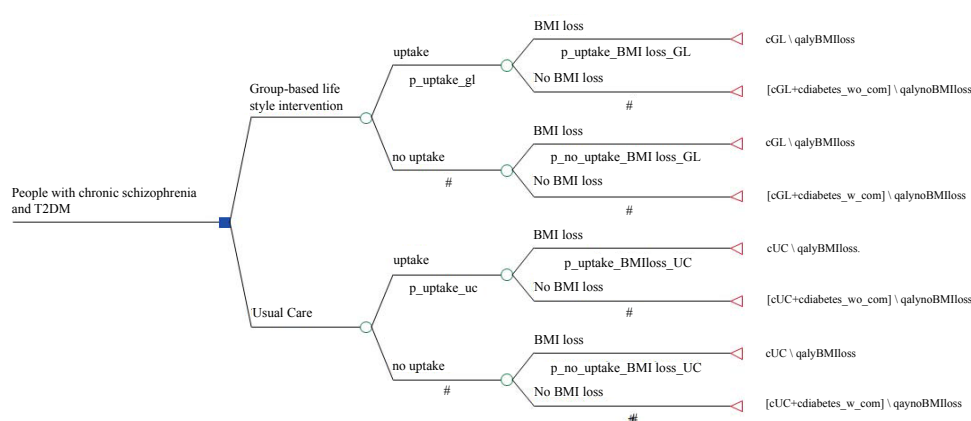 BMI loss
cGL \ qalyBMIloss
uptake
p_uptake_BMI loss_GL
p_uptake_gl
No BMI loss
Group-based life
style intervention
[cGL+cdiabetes_wo_com] \ qalynoBMIloss
#
BMI loss
cGL \ qalyBMIloss
no uptake
p_no_uptake_BMI loss_GL
#
No BMI loss
People with chronic schizophrenia
and T2DM
[cGL+cdiabetes_w_com] \ qalynoBMIloss
#
BMI loss
cUC \ qalyBMIloss.
uptake
p_uptake_BMIloss_UC
p_uptake_uc
No BMI loss
Usual Care
[cUC+cdiabetes_wo_com] \ qalynoBMIloss
#
BMI loss
cUC \ qalyBMIloss
no uptake
p_no_uptake_BMI loss_UC
#
No BMI loss
[cUC+cdiabetes_w_com] \ qaynoBMIloss
#